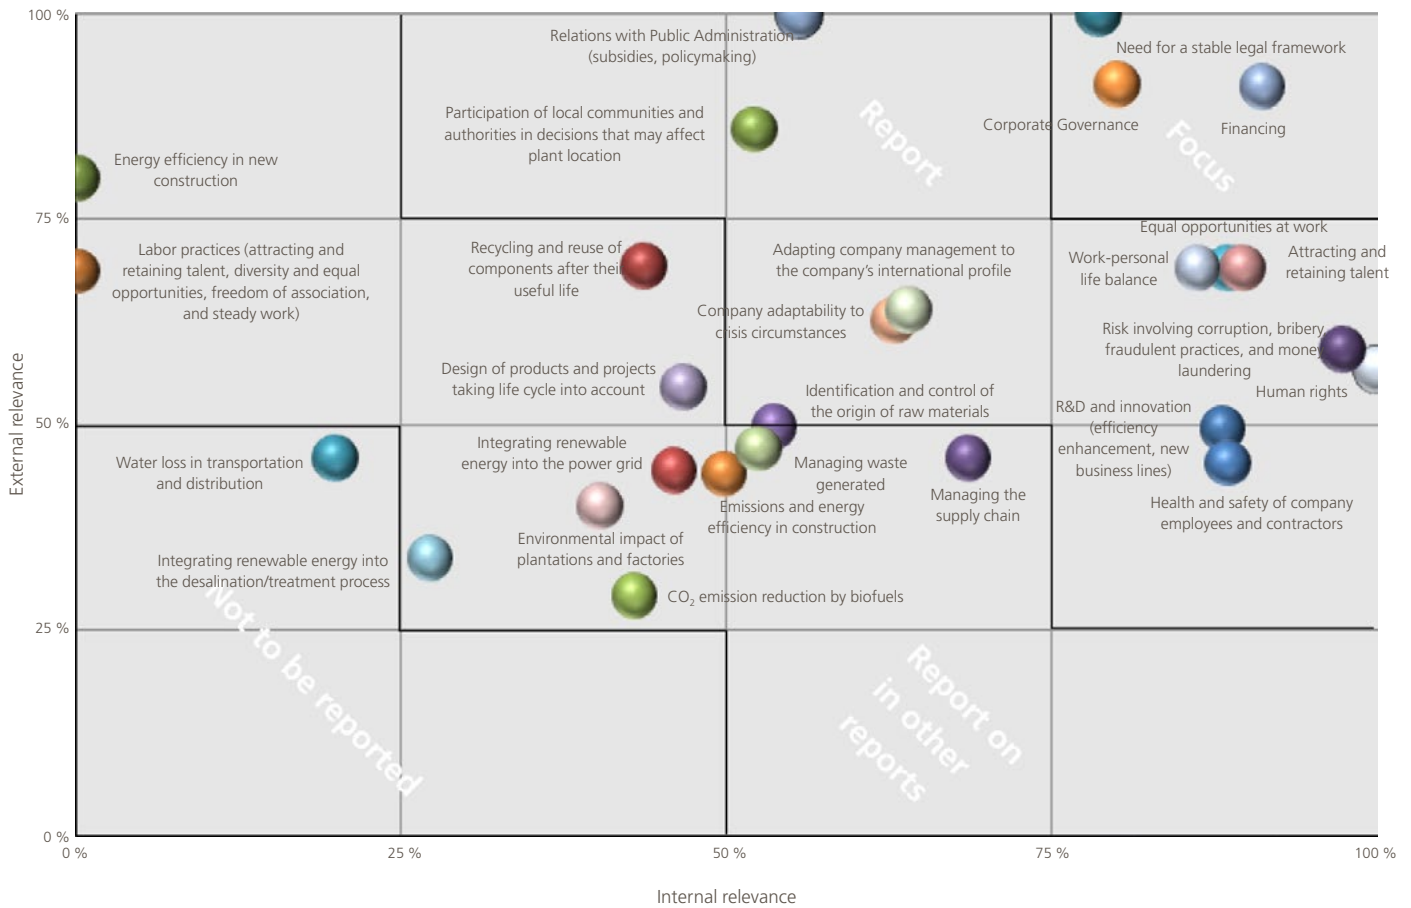 100 %
Relations with Public Administration
(subsidies, policymaking)
Need for a stable legal framework
Participation of local communities and
authorities in decisions that may affect
plant location
Report
Corporate Governance
Focus
Financing
Energy efficiency in new
construction
75 %
Labor practices (attracting and
retaining talent, diversity and equal
opportunities, freedom of association,
and steady work)
Recycling and reuse of
components after their
useful life
Adapting company management to
the company's international profile
Equal opportunities at work
Work-personal
life balance
Attracting and
retaining talent
Company adaptability to
crisis circumstances
Risk involving corruption, bribery,
fraudulent practices, and money
laundering
Human rights
Design of products and projects
taking life cycle into account
Identification and control of
the origin of raw materials
R&D and innovation
(efficiency
enhancement, new
business lines)
External relevance
50 %
Water loss in transportation
and distribution
Integrating renewable
energy into the power grid
Managing waste
generated
Managing the
supply chain
Emissions and energy
efficiency in construction
Health and safety of company
employees and contractors
Environmental impact of
plantations and factories
Integrating renewable energy into
the desalination/treatment process
CO₂ emission reduction by biofuels
25 %
Not to be reported
Report on
in other
reports
0 %
0 %
25 %
50 %
75 %
100 %
Internal relevance